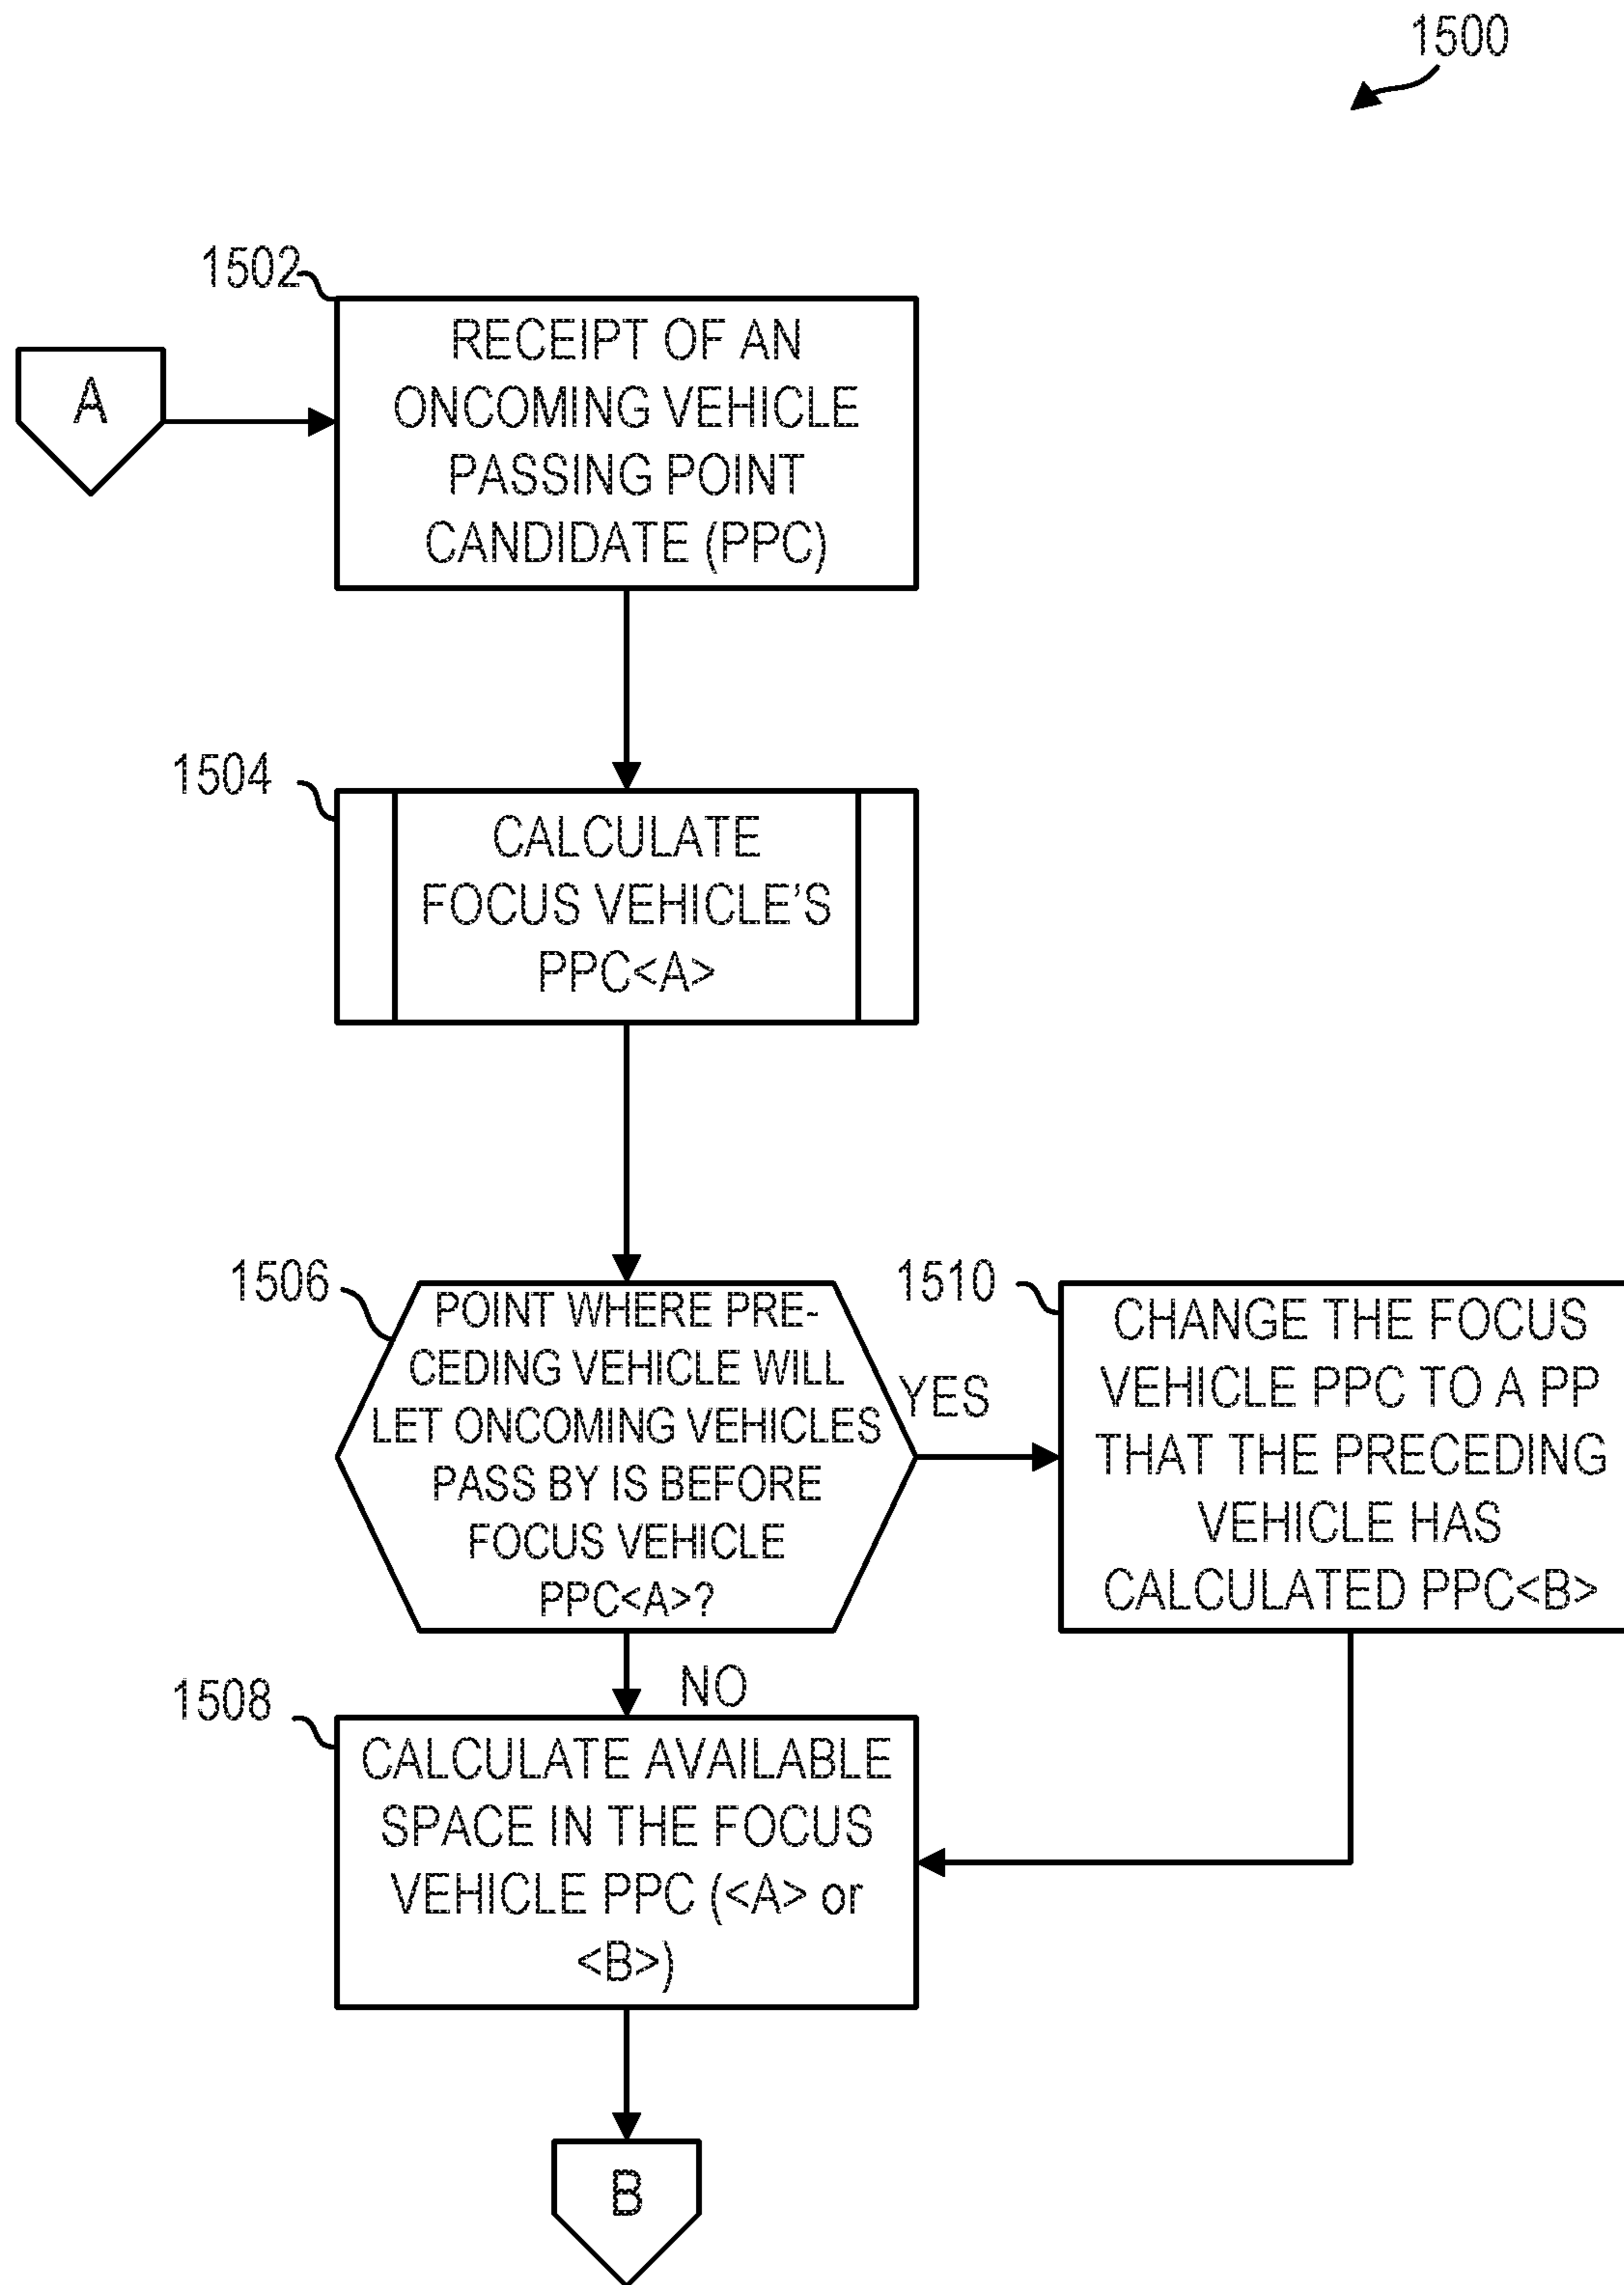 1500
1502
A
RECEIPT OF AN
ONCOMING VEHICLE
PASSING POINT
CANDIDATE (PPC)
1504
CALCULATE
FOCUS VEHICLE'S
PPC<A>
1506
POINT WHERE PRE-
CEDING VEHICLE WILL
LET ONCOMING VEHICLES
PASS BY IS BEFORE
FOCUS VEHICLE
PPC<A>?
YES
1510
CHANGE THE FOCUS
VEHICLE PPC TO A PP
THAT THE PRECEDING
VEHICLE HAS
CALCULATED PPC<B>
NO
1508
CALCULATE AVAILABLE
SPACE IN THE FOCUS
VEHICLE PPC (<A> or
<B>)
B